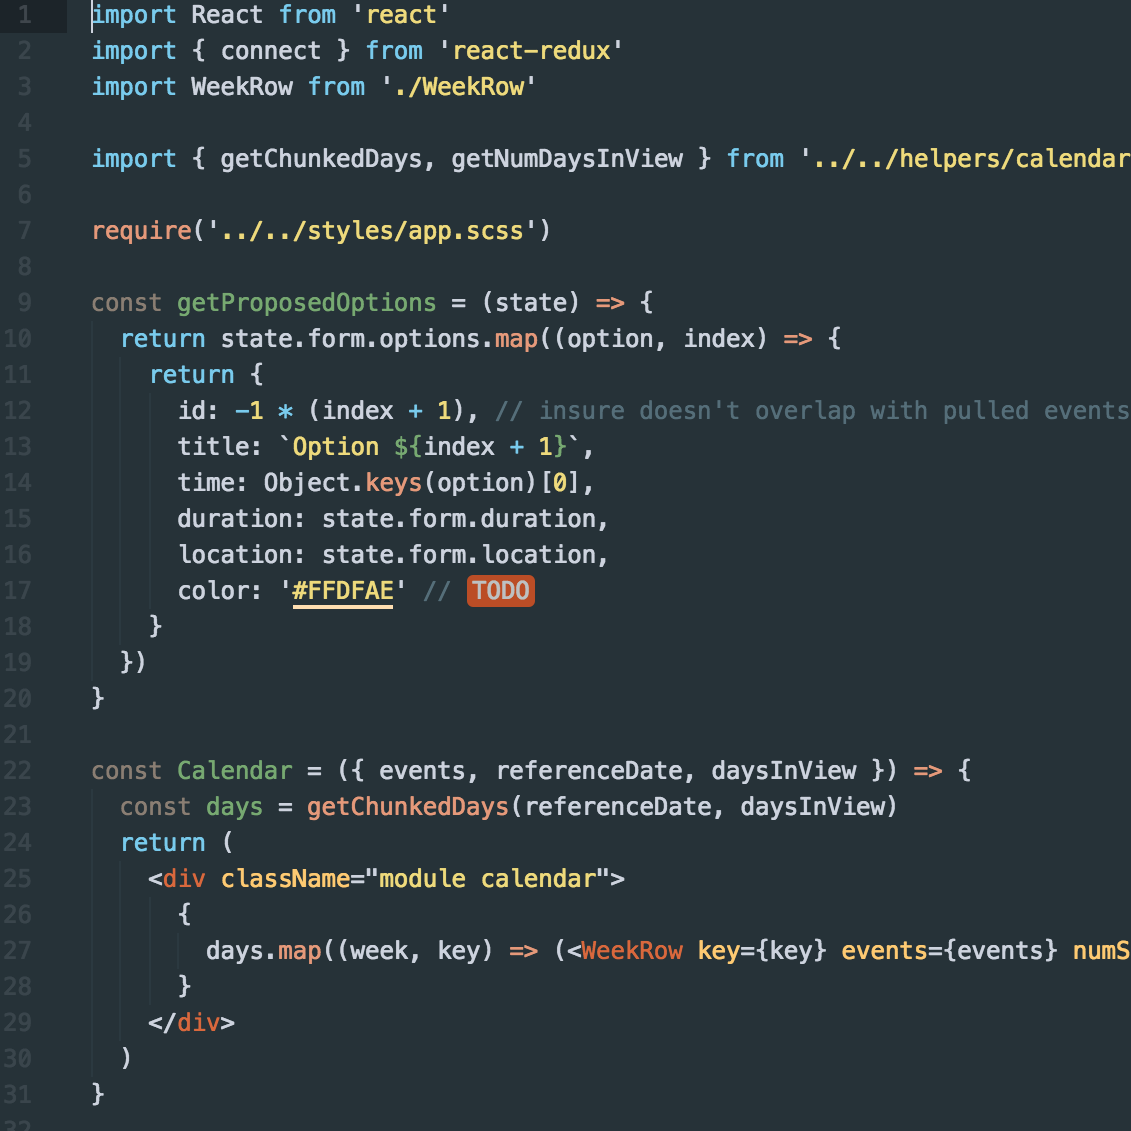 1 import React from 'react'
2 import { connect } from 'react-redux'
3 import WeekRow from './WeekRow'
4
5 import { getChunkedDays, getNumDaysInView } from '../../helpers/calendar
6
7 require('../../styles/app.scss')
8
9 const getProposedOptions = (state) => {
10   return state.form.options.map((option, index) => {
11     return {
12       id: -1 * (index + 1), // insure doesn't overlap with pulled events
13       title: `Option ${index + 1}`,
14       time: Object.keys(option)[0],
15       duration: state.form.duration,
16       location: state.form.location,
17       color: '#FFDFAE' // TODO
18     }
19   })
20 }
21
22 const Calendar = ({ events, referenceDate, daysInView }) => {
23   const days = getChunkedDays(referenceDate, daysInView)
24   return (
25     <div className="module calendar">
26       {
27         days.map((week, key) => (<WeekRow key={key} events={events} numS
28       }
29     </div>
30   )
31 }
32